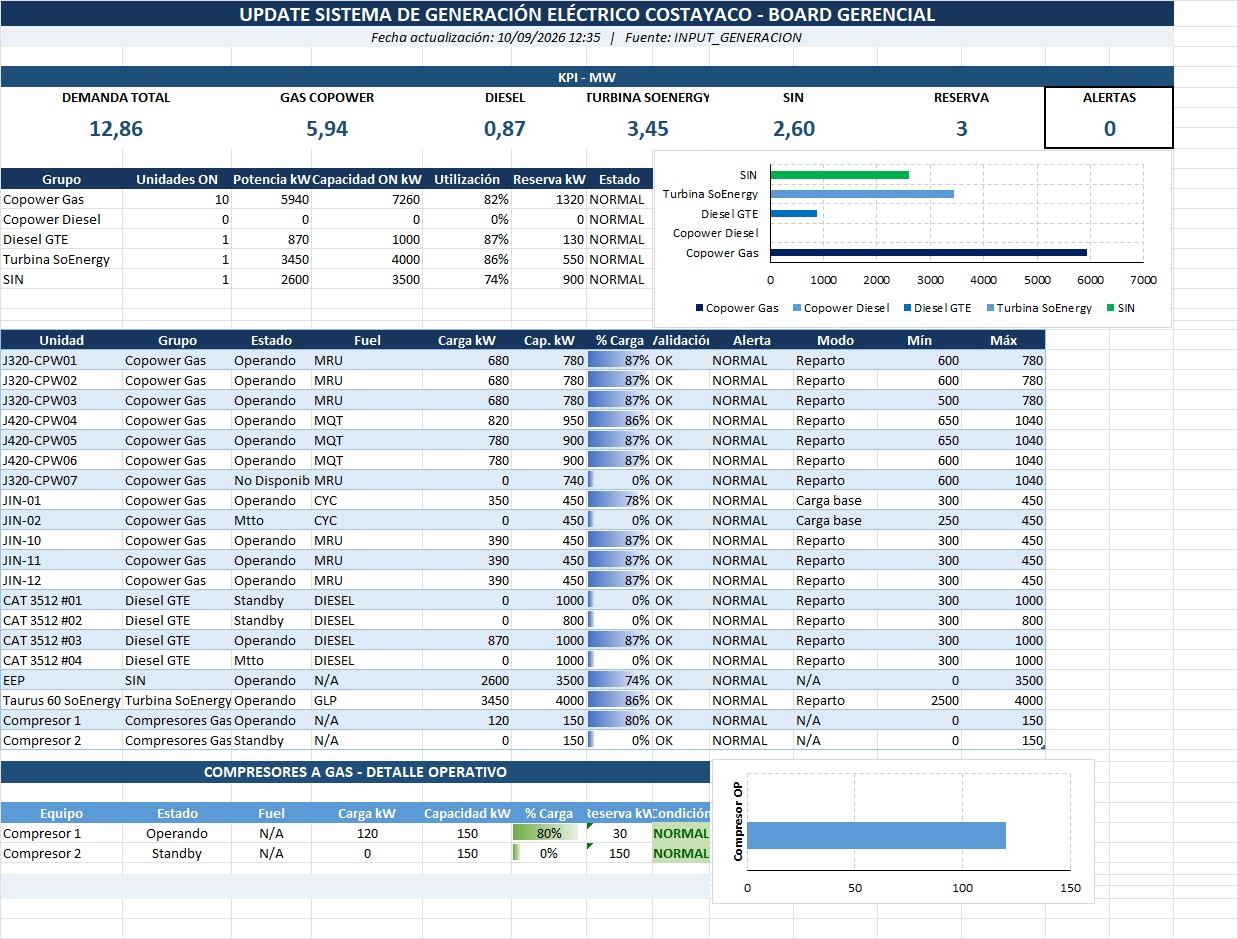 UPDATE SISTEMA DE GENERACIÓN ELÉCTRICO COSTAYACO - BOARD GERENCIAL
Fecha actualización: 10/09/2026 12:35 | Fuente: INPUT_GENERACION
KPI - MW
DEMANDA TOTAL GAS COPOWER DIESEL TURBINA SOENERGY SIN RESERVA ALERTAS
12,86 5,94 0,87 3,45 2,60 3 0
Grupo Unidades ON Potencia kW Capacidad ON kW Utilización Reserva kW Estado
Copower Gas 10 5940 7260 82% 1320 NORMAL
Copower Diesel 0 0 0 0% 0 NORMAL
Diesel GTE 1 870 1000 87% 130 NORMAL
Turbina SoEnergy 1 3450 4000 86% 550 NORMAL
SIN 1 2600 3500 74% 900 NORMAL
SIN
Turbina SoEnergy
Diesel GTE
Copower Diesel
Copower Gas
0 1000 2000 3000 4000 5000 6000 7000
Copower Gas Copower Diesel Diesel GTE Turbina SoEnergy SIN
Unidad Grupo Estado Fuel Carga kW Cap. kW % Carga Validación Alerta Modo Mín Máx
J320-CPW01 Copower Gas Operando MRU 680 780 87% OK NORMAL Reparto 600 780
J320-CPW02 Copower Gas Operando MRU 680 780 87% OK NORMAL Reparto 600 780
J320-CPW03 Copower Gas Operando MRU 680 780 87% OK NORMAL Reparto 500 780
J420-CPW04 Copower Gas Operando MQT 820 950 86% OK NORMAL Reparto 650 1040
J420-CPW05 Copower Gas Operando MQT 780 900 87% OK NORMAL Reparto 650 1040
J420-CPW06 Copower Gas Operando MQT 780 900 87% OK NORMAL Reparto 600 1040
J320-CPW07 Copower Gas No Disponib MRU 0 740 0% OK NORMAL Reparto 600 1040
JIN-01 Copower Gas Operando CYC 350 450 78% OK NORMAL Carga base 300 450
JIN-02 Copower Gas Mtto CYC 0 450 0% OK NORMAL Carga base 250 450
JIN-10 Copower Gas Operando MRU 390 450 87% OK NORMAL Reparto 300 450
JIN-11 Copower Gas Operando MRU 390 450 87% OK NORMAL Reparto 300 450
JIN-12 Copower Gas Operando MRU 390 450 87% OK NORMAL Reparto 300 450
CAT 3512 #01 Diesel GTE Standby DIESEL 0 1000 0% OK NORMAL Reparto 300 1000
CAT 3512 #02 Diesel GTE Standby DIESEL 0 800 0% OK NORMAL Reparto 300 800
CAT 3512 #03 Diesel GTE Operando DIESEL 870 1000 87% OK NORMAL Reparto 300 1000
CAT 3512 #04 Diesel GTE Mtto DIESEL 0 1000 0% OK NORMAL Reparto 300 1000
EEP SIN Operando N/A 2600 3500 74% OK NORMAL N/A 0 3500
Taurus 60 SoEnergy Turbina SoEnergy Operando GLP 3450 4000 86% OK NORMAL Reparto 2500 4000
Compresor 1 Compresores Gas Operando N/A 120 150 80% OK NORMAL N/A 0 150
Compresor 2 Compresores Gas Standby N/A 0 150 0% OK NORMAL N/A 0 150
COMPRESORES A GAS - DETALLE OPERATIVO
Equipo Estado Fuel Carga kW Capacidad kW % Carga Reserva kW Condición
Compresor 1 Operando N/A 120 150 80% 30 NORMAL
Compresor 2 Standby N/A 0 150 0% 150 NORMAL
Compresor OP
0 50 100 150